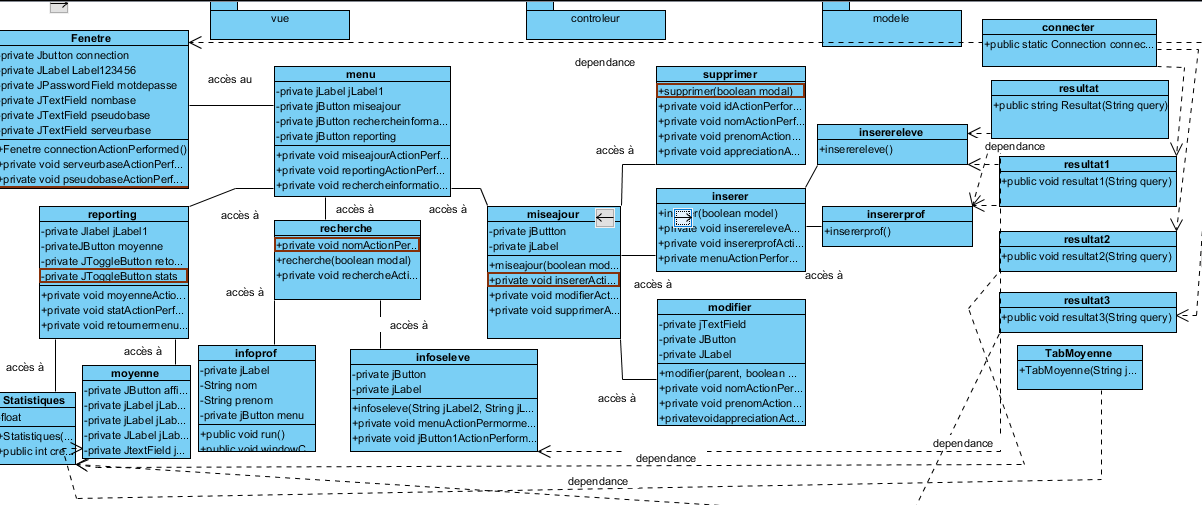 vue
controleur
modele
Fenetre
-private Jbutton connection
-private JLabel Label123456
-private JPasswordField motdepasse
-private JTextField nombase
-private JTextField pseudobase
-private JTextField serveurbase
+Fenetre connectionActionPerformed()
+private void serveurbaseActionPerf...
+private void pseudobaseActionPerf...
accès au
menu
-private jLabel jLabel1
-private jButton miseajour
-private jButton rechercheinforma...
-private jButton reporting
+private void miseajourActionPerf...
+private void reportingActionPerf...
+private void rechercheinformatio...
dependance
supprimer
+supprimer(boolean modal)
+private void idActionPerfor...
+private void nomActionPerfor...
+private void prenomAction...
+private void appreciationA...
connecter
+public static Connection connec...
resultat
+public string Resultat(String query)
inserereleve
+inserereleve()
dependance
resultat1
+public void resultat1(String query)
accès à
accès à
accès à
accès à
reporting
-private Jlabel jLabel1
-privateJButton moyenne
-private JToggleButton reto...
-private JToggleButton stats
+private void moyenneActio...
+private void statActionPerf...
+private void retournermenu...
recherche
+private void nomActionPer...
+recherche(boolean modal)
+private void rechercheActi...
miseajour
-private jButtton
-private jLabel
+miseajour(boolean mod...
+private void insererActi...
+private void modifierAct...
+private void supprimerA...
inserer
(boolean model)
+private void inserereleveA...
+private void insererprofActi...
+private void menuActionPerfor...
insererprof
+insererprof()
resultat2
+public void resultat2(String query)
accès à
accès à
accès à
modifier
-private jTextField
-private JButton
-private JLabel
+modifier(parent, boolean ...
+private void nomActionPer...
+private void prenomAction...
+privatevoidappreciationAct...
resultat3
+public void resultat3(String query)
accès à
accès à
accès à
accès à
infoprof
-private jLabel
-String nom
-String prenom
-private jButton menu
+public void run()
+public void windowC...
infoseleve
-private jButton
-private jLabel
+infoseleve(String jLabel2, String jL...
+private void menuActionPermorme...
+private void jButton1ActionPerform...
TabMoyenne
+TabMoyenne(String j...
moyenne
-private JButton affi...
-private jLabel jLab...
-private jLabel jLab...
-private JLabel jLab...
-private JtextField j...
Statistiques
-float
+Statistiques(...
+public int cre...
dependance
dependance
dependance